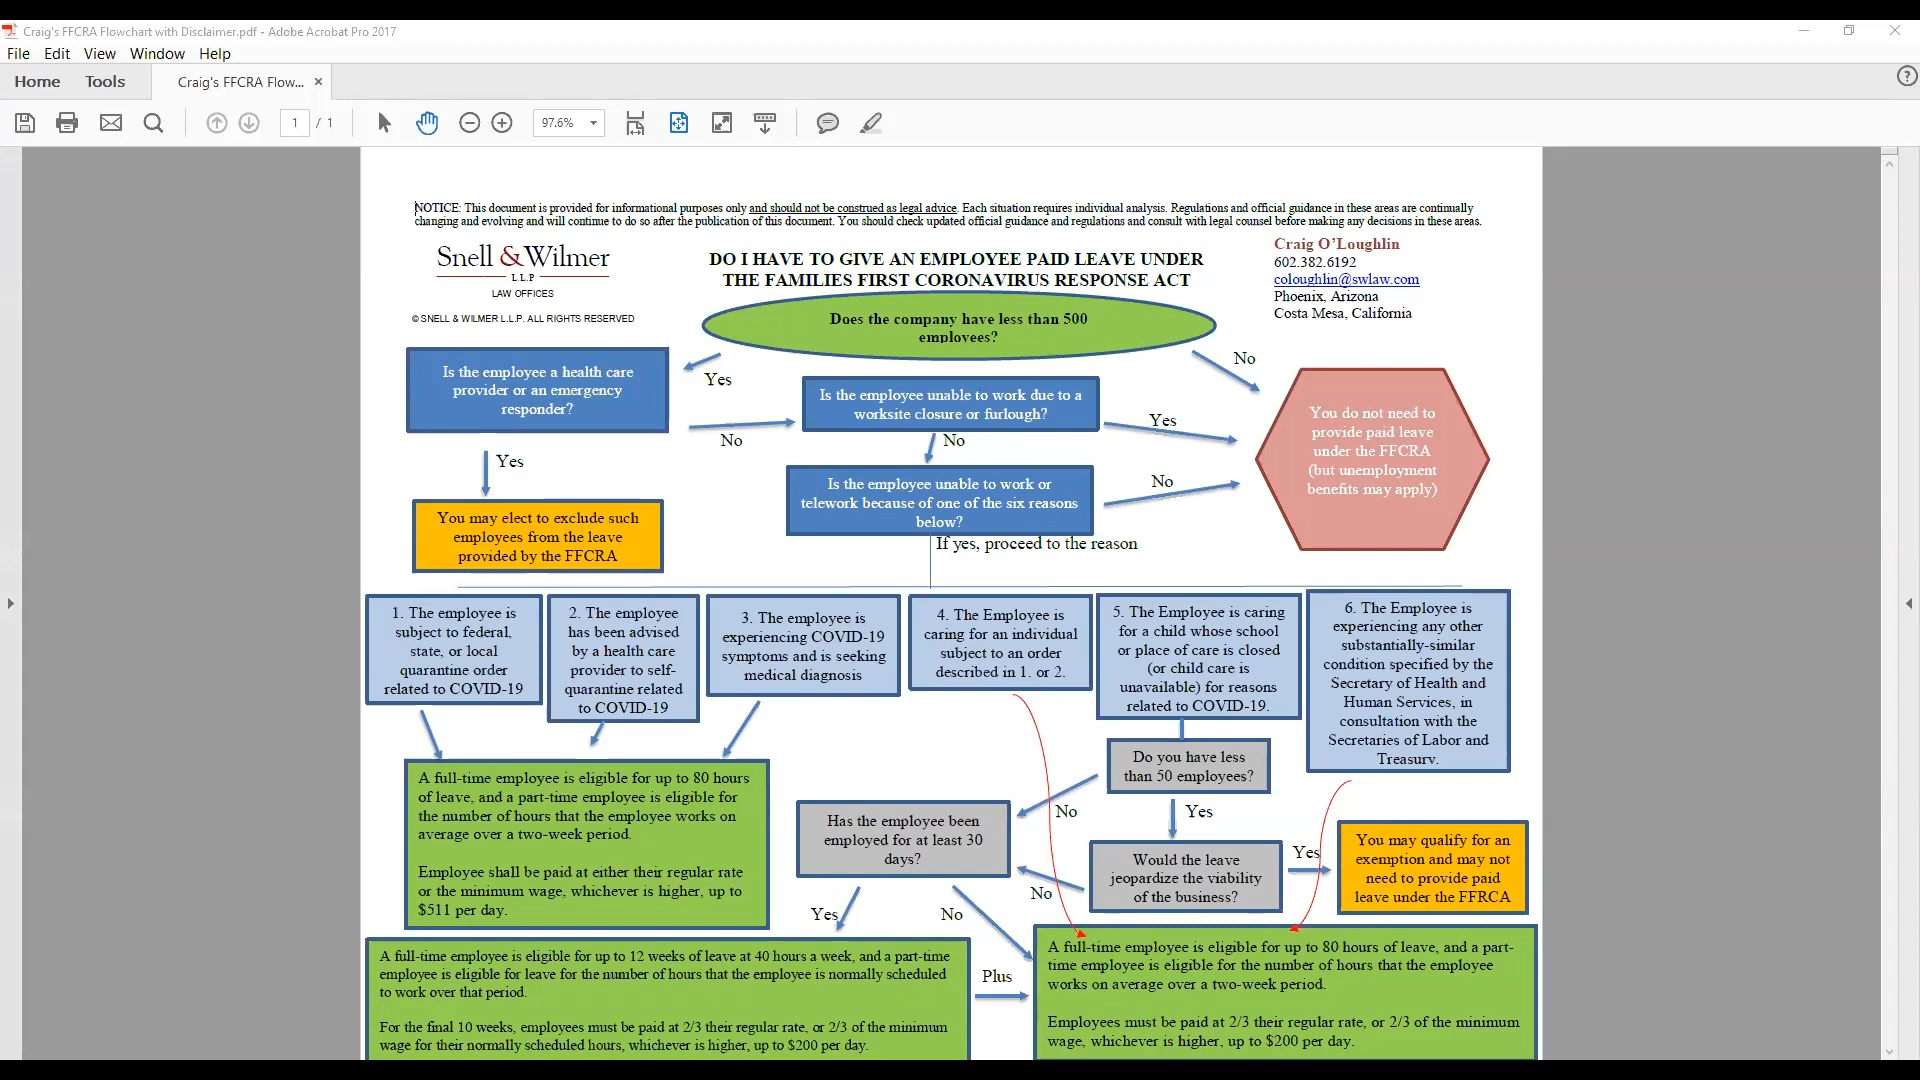 Craig's FFCRA Flowchart with Disclaimer.pdf - Adobe Acrobat Pro 2017
File Edit View Window Help
Home Tools Craig's FFCRA Flow... ×
1 / 1 97.6%
NOTICE: This document is provided for informational purposes only and should not be construed as legal advice. Each situation requires individual analysis. Regulations and official guidance in these areas are continually
changing and evolving and will continue to do so after the publication of this document. You should check updated official guidance and regulations and consult with legal counsel before making any decisions in these areas.
Snell & Wilmer
L.L.P.
LAW OFFICES
© SNELL & WILMER L.L.P. ALL RIGHTS RESERVED
DO I HAVE TO GIVE AN EMPLOYEE PAID LEAVE UNDER
THE FAMILIES FIRST CORONAVIRUS RESPONSE ACT
Craig O'Loughlin
602.382.6192
coloughlin@swlaw.com
Phoenix, Arizona
Costa Mesa, California
Does the company have less than 500
employees?
Yes
No
Is the employee a health care
provider or an emergency
responder?
No
Yes
You may elect to exclude such
employees from the leave
provided by the FFCRA
Is the employee unable to work due to a
worksite closure or furlough?
Yes
No
Is the employee unable to work or
telework because of one of the six reasons
below?
No
If yes, proceed to the reason
You do not need to
provide paid leave
under the FFCRA
(but unemployment
benefits may apply)
1. The employee is
subject to federal,
state, or local
quarantine order
related to COVID-19
2. The employee
has been advised
by a health care
provider to self-
quarantine related
to COVID-19
3. The employee is
experiencing COVID-19
symptoms and is seeking
medical diagnosis
4. The Employee is
caring for an individual
subject to an order
described in 1. or 2.
5. The Employee is caring
for a child whose school
or place of care is closed
(or child care is
unavailable) for reasons
related to COVID-19.
6. The Employee is
experiencing any other
substantially-similar
condition specified by the
Secretary of Health and
Human Services, in
consultation with the
Secretaries of Labor and
Treasury.
A full-time employee is eligible for up to 80 hours
of leave, and a part-time employee is eligible for
the number of hours that the employee works on
average over a two-week period.
Employee shall be paid at either their regular rate
or the minimum wage, whichever is higher, up to
$511 per day.
Do you have less
than 50 employees?
No
Yes
Has the employee been
employed for at least 30
days?
Would the leave
jeopardize the viability
of the business?
Yes
No
You may qualify for an
exemption and may not
need to provide paid
leave under the FFRCA
Yes
No
A full-time employee is eligible for up to 12 weeks of leave at 40 hours a week, and a part-time
employee is eligible for leave for the number of hours that the employee is normally scheduled
to work over that period.
For the final 10 weeks, employees must be paid at 2/3 their regular rate, or 2/3 of the minimum
wage for their normally scheduled hours, whichever is higher, up to $200 per day.
Plus
A full-time employee is eligible for up to 80 hours of leave, and a part-
time employee is eligible for the number of hours that the employee
works on average over a two-week period.
Employees must be paid at 2/3 their regular rate, or 2/3 of the minimum
wage, whichever is higher, up to $200 per day.